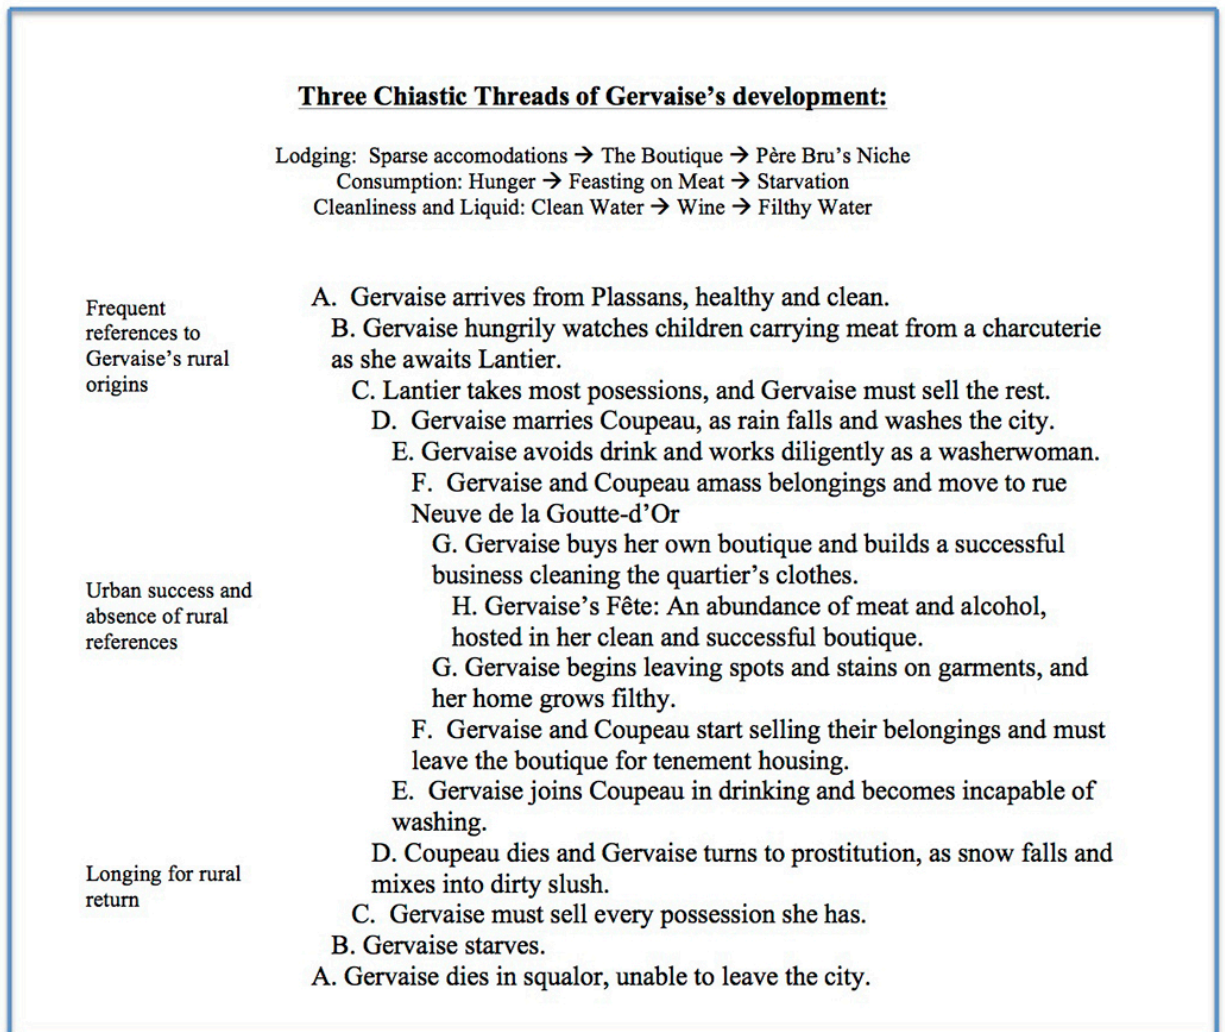 Three Chiastic Threads of Gervaise's development:
Lodging: Sparse accomodations → The Boutique → Père Bru's Niche
Consumption: Hunger → Feasting on Meat → Starvation
Cleanliness and Liquid: Clean Water → Wine → Filthy Water
Frequent
references to
Gervaise's rural
origins
A. Gervaise arrives from Plassans, healthy and clean.
B. Gervaise hungrily watches children carrying meat from a charcuterie
as she awaits Lantier.
C. Lantier takes most posessions, and Gervaise must sell the rest.
D. Gervaise marries Coupeau, as rain falls and washes the city.
E. Gervaise avoids drink and works diligently as a washerwoman.
F. Gervaise and Coupeau amass belongings and move to rue
Neuve de la Goutte-d'Or
Urban success and
absence of rural
references
G. Gervaise buys her own boutique and builds a successful
business cleaning the quartier's clothes.
H. Gervaise's Fête: An abundance of meat and alcohol,
hosted in her clean and successful boutique.
G. Gervaise begins leaving spots and stains on garments, and
her home grows filthy.
F. Gervaise and Coupeau start selling their belongings and must
leave the boutique for tenement housing.
E. Gervaise joins Coupeau in drinking and becomes incapable of
washing.
Longing for rural
return
D. Coupeau dies and Gervaise turns to prostitution, as snow falls and
mixes into dirty slush.
C. Gervaise must sell every possession she has.
B. Gervaise starves.
A. Gervaise dies in squalor, unable to leave the city.